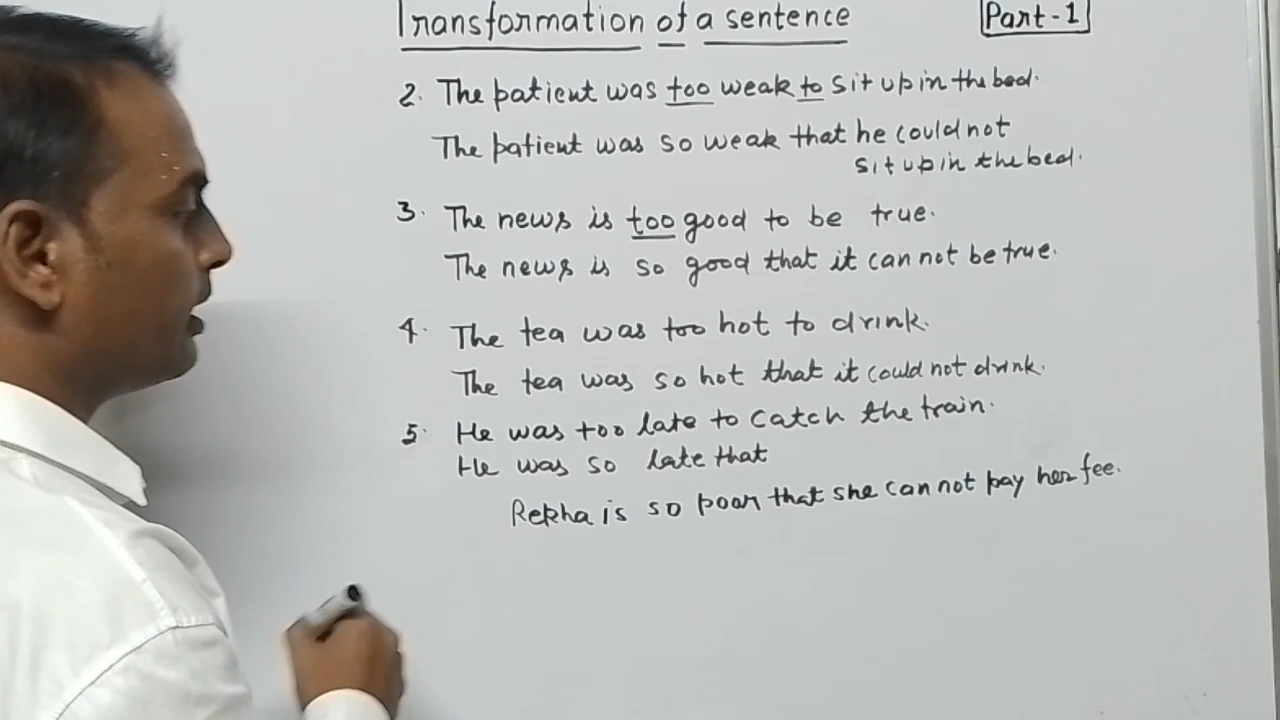 Transformation of a sentence
Part-1
2. The patient was too weak to sit up in the bed.
The patient was so weak that he could not
sit up in the bed.
3. The news is too good to be true.
The news is so good that it can not be true.
4. The tea was too hot to drink.
The tea was so hot that it could not drink.
5. He was too late to catch the train.
He was so late that
Rekha is so poor that she can not pay her fee.